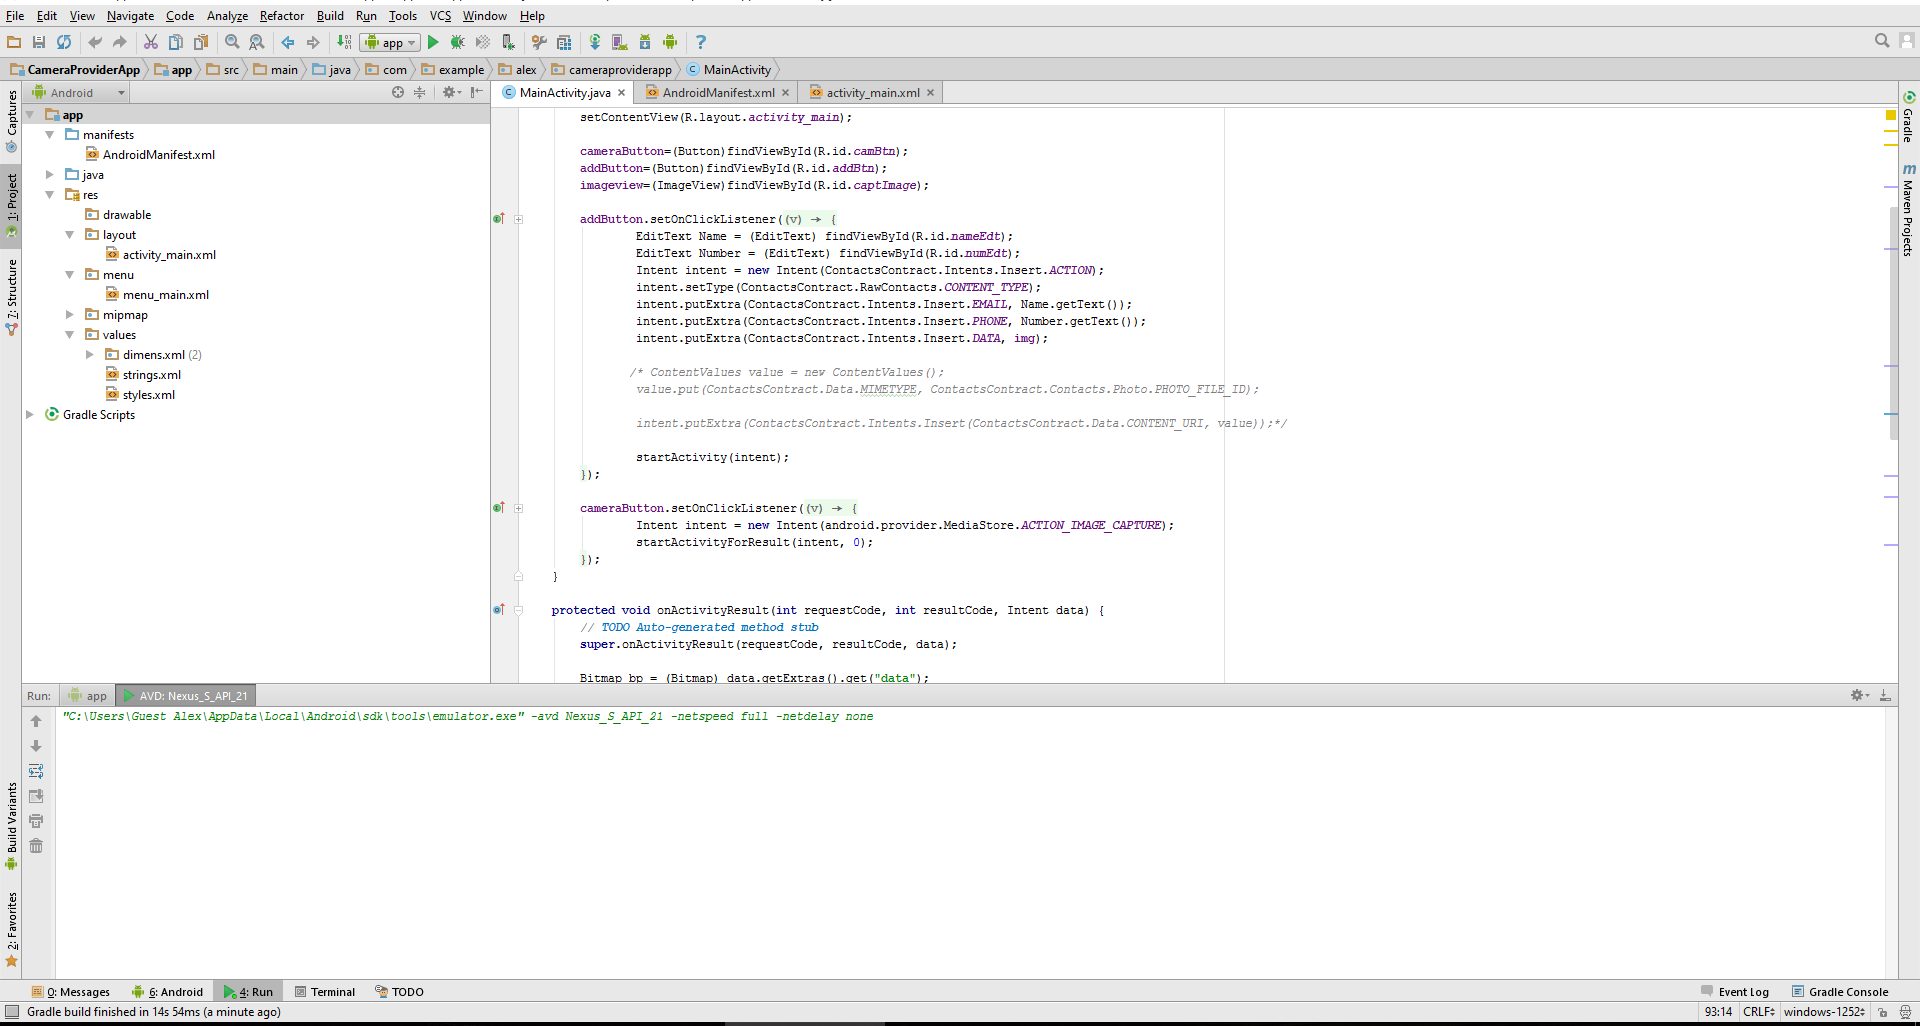 File Edit View Navigate Code Analyze Refactor Build Run Tools VCS Window Help
app
CameraProviderApp app src main java com example alex cameraproviderapp MainActivity
Android
MainActivity.java AndroidManifest.xml activity_main.xml
Captures
1: Project
7: Structure
Build Variants
2: Favorites
app
manifests
AndroidManifest.xml
java
res
drawable
layout
activity_main.xml
menu
menu_main.xml
mipmap
values
dimens.xml (2)
strings.xml
styles.xml
Gradle Scripts
setContentView(R.layout.activity_main);
cameraButton=(Button)findViewById(R.id.camBtn);
addButton=(Button)findViewById(R.id.addBtn);
imageview=(ImageView)findViewById(R.id.captImage);
addButton.setOnClickListener((v) → {
EditText Name = (EditText) findViewById(R.id.nameEdt);
EditText Number = (EditText) findViewById(R.id.numEdt);
Intent intent = new Intent(ContactsContract.Intents.Insert.ACTION);
intent.setType(ContactsContract.RawContacts.CONTENT_TYPE);
intent.putExtra(ContactsContract.Intents.Insert.EMAIL, Name.getText());
intent.putExtra(ContactsContract.Intents.Insert.PHONE, Number.getText());
intent.putExtra(ContactsContract.Intents.Insert.DATA, img);
/* ContentValues value = new ContentValues();
value.put(ContactsContract.Data.MIMETYPE, ContactsContract.Contacts.Photo.PHOTO_FILE_ID);
intent.putExtra(ContactsContract.Intents.Insert(ContactsContract.Data.CONTENT_URI, value));*/
startActivity(intent);
});
cameraButton.setOnClickListener((v) → {
Intent intent = new Intent(android.provider.MediaStore.ACTION_IMAGE_CAPTURE);
startActivityForResult(intent, 0);
});
}
protected void onActivityResult(int requestCode, int resultCode, Intent data) {
// TODO Auto-generated method stub
super.onActivityResult(requestCode, resultCode, data);
Bitmap bp = (Bitmap) data.getExtras().get("data");
Gradle
Maven Projects
Run: app AVD: Nexus_S_API_21
"C:\Users\Guest Alex\AppData\Local\Android\sdk\tools\emulator.exe" -avd Nexus_S_API_21 -netspeed full -netdelay none
0: Messages 6: Android 4: Run Terminal TODO Event Log Gradle Console
Gradle build finished in 14s 54ms (a minute ago) 93:14 CRLF windows-1252